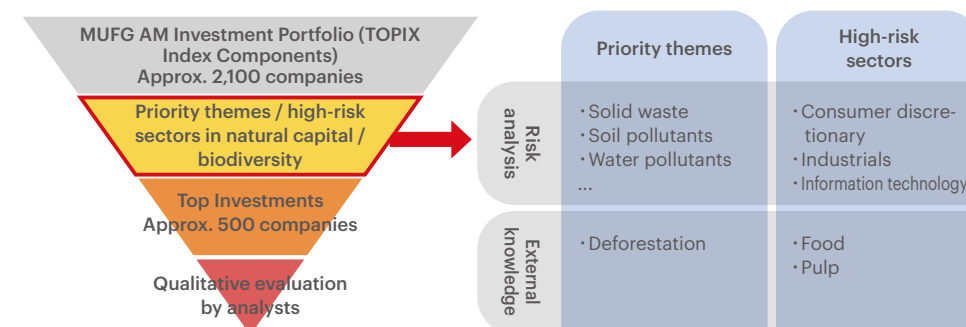 MUFG AM Investment Portfolio (TOPIX
Index Components)
Approx. 2,100 companies
Priority themes / high-risk
sectors in natural capital /
biodiversity
Top Investments
Approx. 500 companies
Qualitative evaluation
by analysts
Priority themes
High-risk
sectors
Risk
analysis
・Solid waste
・Soil pollutants
・Water pollutants
...
・Consumer discre-
tionary
・Industrials
・Information technology
External
knowledge
・Deforestation
・Food
・Pulp